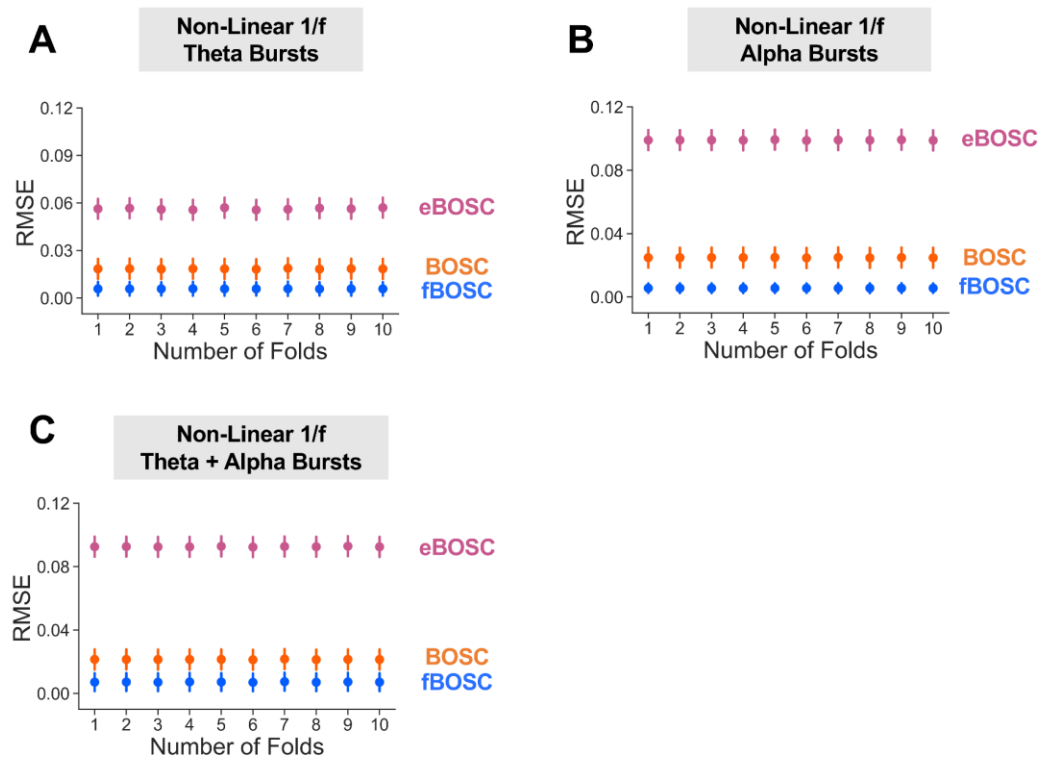 A
Non-Linear 1/f
Theta Bursts
0.12
0.09
0.06
0.03
0.00
RMSE
eBOSC
BOSC
fBOSC
1 2 3 4 5 6 7 8 9 10
Number of Folds
B
Non-Linear 1/f
Alpha Bursts
0.12
0.08
0.04
0.00
RMSE
eBOSC
BOSC
fBOSC
1 2 3 4 5 6 7 8 9 10
Number of Folds
C
Non-Linear 1/f
Theta + Alpha Bursts
0.12
0.08
0.04
0.00
RMSE
eBOSC
BOSC
fBOSC
1 2 3 4 5 6 7 8 9 10
Number of Folds